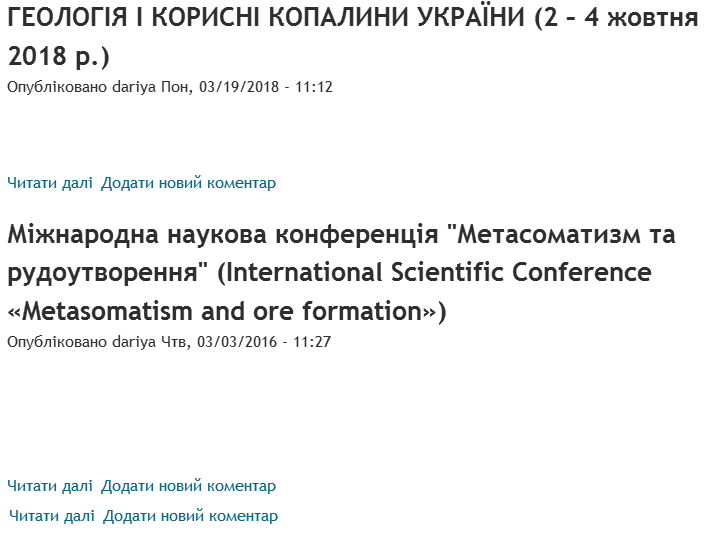 ГЕОЛОГІЯ І КОРИСНІ КОПАЛИНИ УКРАЇНИ (2 – 4 жовтня
2018 р.)
Опубліковано dariya Пон, 03/19/2018 - 11:12
Читати далі Додати новий коментар
Міжнародна наукова конференція "Метасоматизм та
рудоутворення" (International Scientific Conference
«Metasomatism and ore formation»)
Опубліковано dariya Чтв, 03/03/2016 - 11:27
Читати далі Додати новий коментар
Читати далі Додати новий коментар